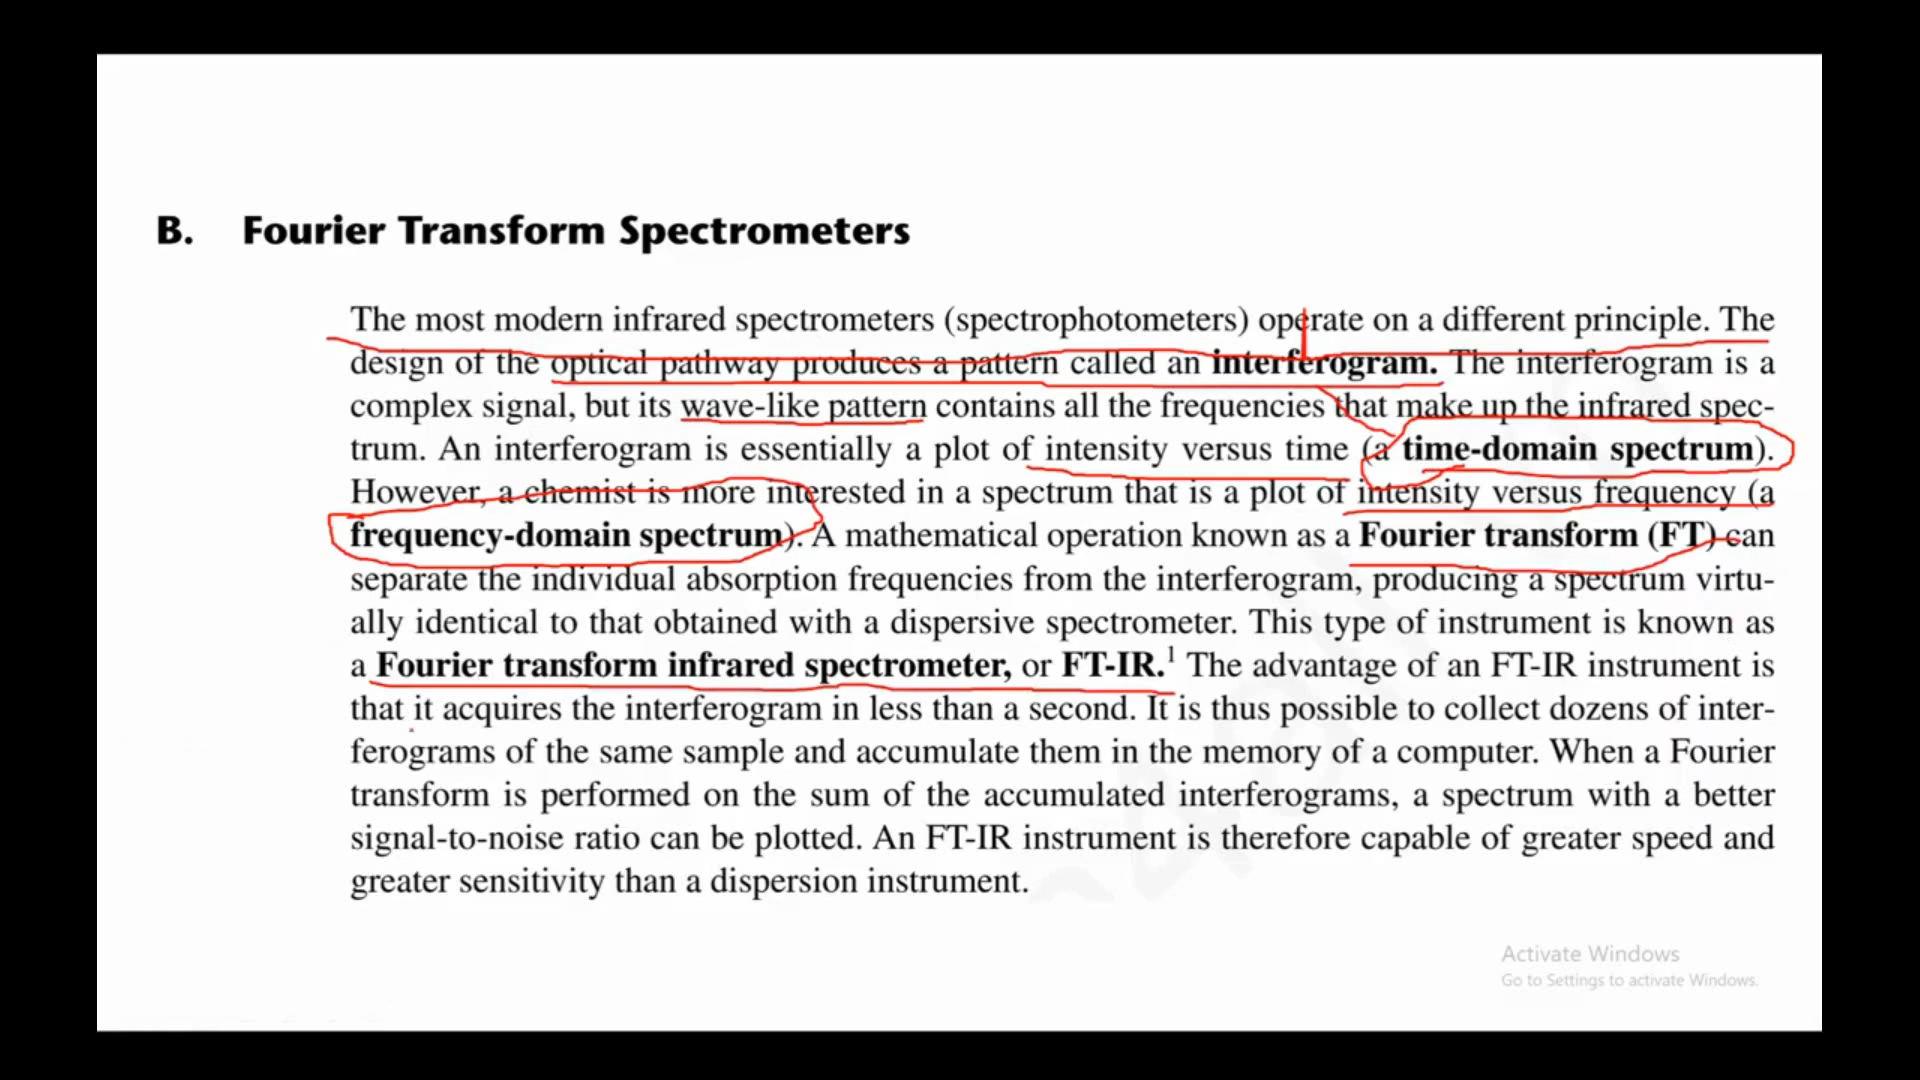 B. Fourier Transform Spectrometers
The most modern infrared spectrometers (spectrophotometers) operate on a different principle. The
design of the optical pathway produces a pattern called an interferogram. The interferogram is a
complex signal, but its wave-like pattern contains all the frequencies that make up the infrared spec-
trum. An interferogram is essentially a plot of intensity versus time (a time-domain spectrum).
However, a chemist is more interested in a spectrum that is a plot of intensity versus frequency (a
frequency-domain spectrum). A mathematical operation known as a Fourier transform (FT) can
separate the individual absorption frequencies from the interferogram, producing a spectrum virtu-
ally identical to that obtained with a dispersive spectrometer. This type of instrument is known as
a Fourier transform infrared spectrometer, or FT-IR.¹ The advantage of an FT-IR instrument is
that it acquires the interferogram in less than a second. It is thus possible to collect dozens of inter-
ferograms of the same sample and accumulate them in the memory of a computer. When a Fourier
transform is performed on the sum of the accumulated interferograms, a spectrum with a better
signal-to-noise ratio can be plotted. An FT-IR instrument is therefore capable of greater speed and
greater sensitivity than a dispersion instrument.
Activate Windows
Go to Settings to activate Windows.